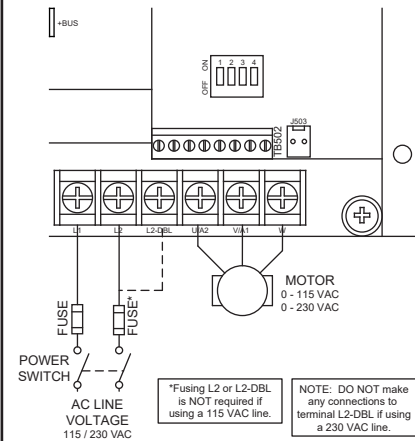 +BUS
ON
OFF
1 2 3 4
TB502
J503
L1 L2 L2-DBL U/A2 V/A1 W
FUSE
FUSE*
MOTOR
0 - 115 VAC
0 - 230 VAC
POWER
SWITCH
AC LINE
VOLTAGE
115 / 230 VAC
*Fusing L2 or L2-DBL
is NOT required if
using a 115 VAC line.
NOTE: DO NOT make
any connections to
terminal L2-DBL if using
a 230 VAC line.